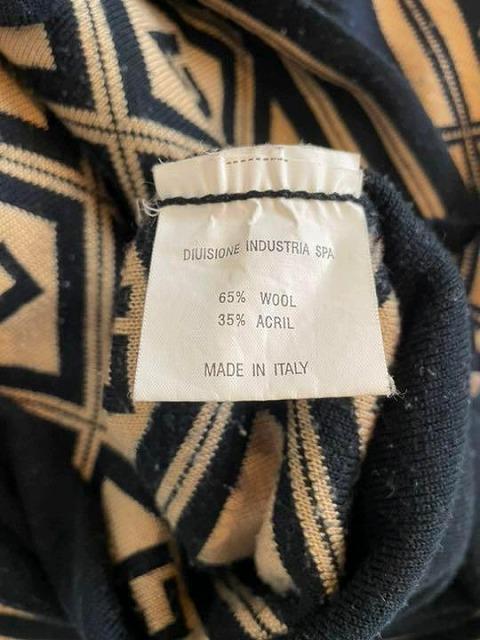 DIUISIONE INDUSTRIA SPA
65% WOOL
35% ACRIL
MADE IN ITALY